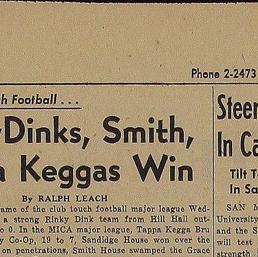 Phone 2-2473
h Football . . .
Dinks, Smith,
a Keggas Win
By RALPH LEACH
ame of the club touch football major league Wed-
a strong Rinky Dink team from Hill Hall out-
o 0. In the MICA major league, Tappa Kegga Bru
y Co-Op, 19 to 7, Sandidge House won over the
on penetrations, Smith House swamped the Grace
Steer
In Ca
Tilt T
In Sa
SAN M
University
and the S
will test
strength